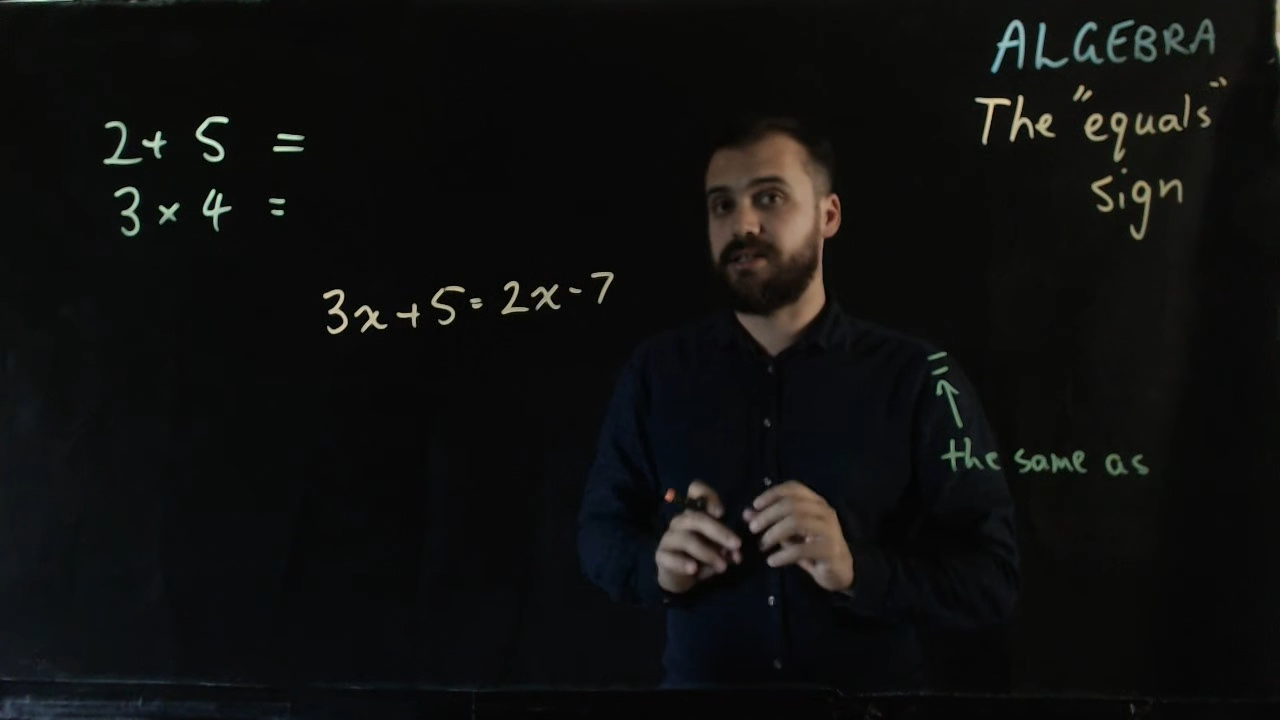 ALGEBRA
The "equals"
sign
2 + 5 =
3 × 4 =
3x + 5 = 2x - 7
=
the same as